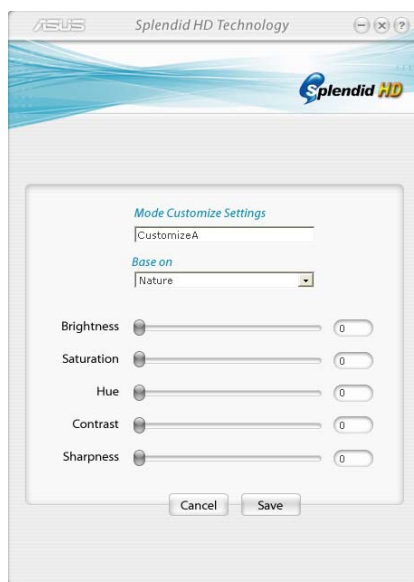 ASUS Splendid HD Technology
Splendid HD
Mode Customize Settings
CustomizeA
Base on
Nature
Brightness 0
Saturation 0
Hue 0
Contrast 0
Sharpness 0
Cancel Save